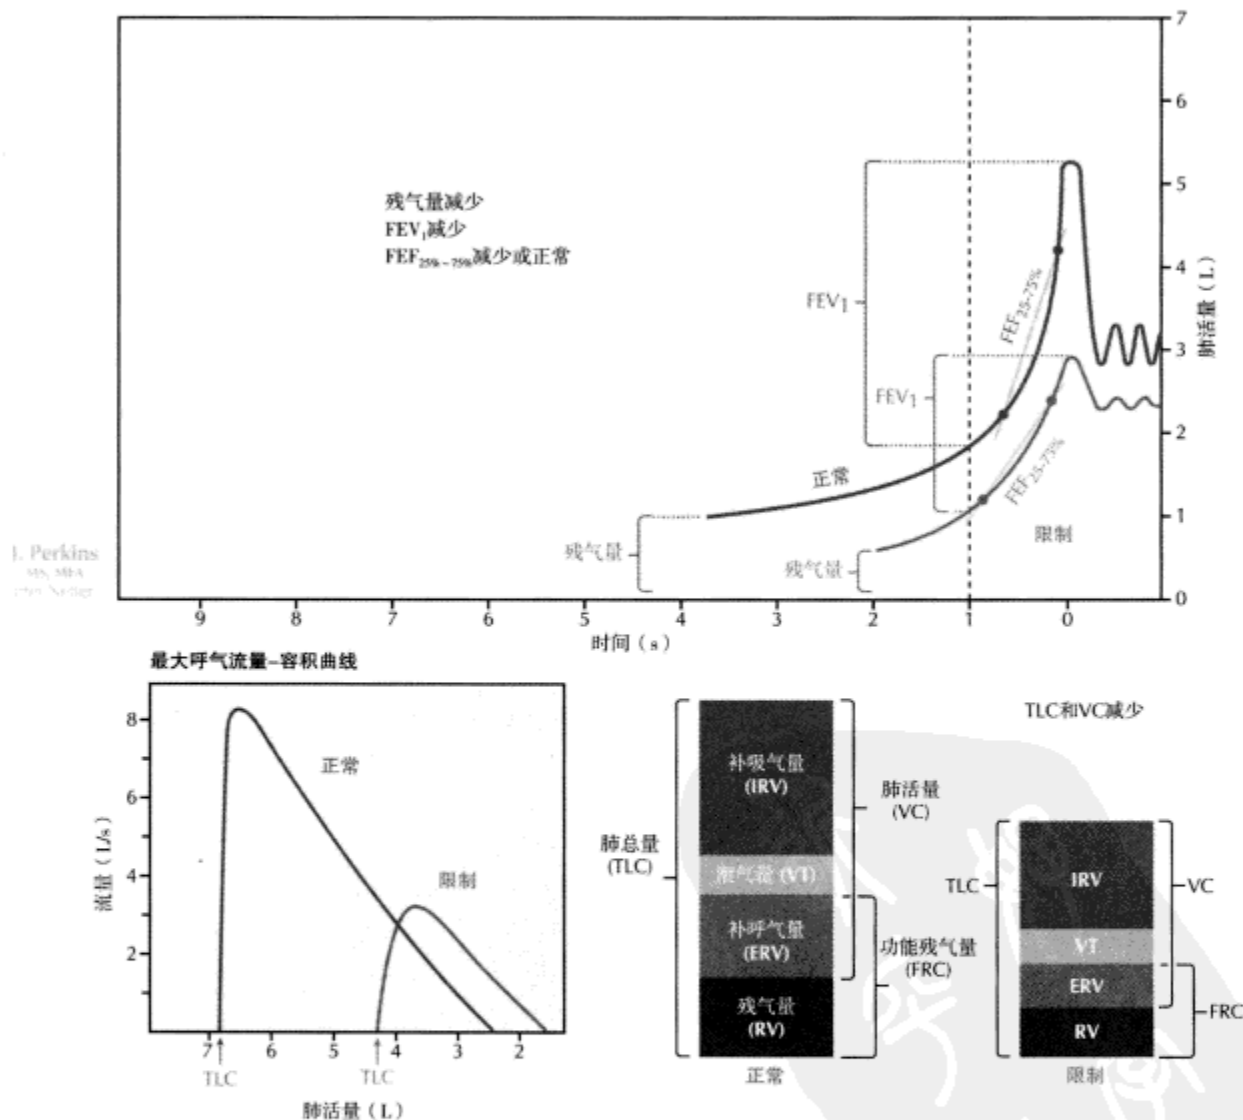 7
6
5
4
3
2
1
0
肺活量(L)
残气量减少
FEV₁减少
FEF₂₅%~₇₅%减少或正常
FEV₁
FEF₂₅₋₇₅%
FEV₁
FEF₂₅₋₇₅%
正常
限制
残气量
残气量
J. Perkins
MS, MFA
9 8 7 6 5 4 3 2 1 0
时间(s)
最大呼气流量-容积曲线
8
6
4
2
流量(L/s)
正常
限制
7 6 5 4 3 2
TLC TLC
肺活量(L)
TLC和VC减少
补吸气量
(IRV)
肺活量
(VC)
肺总量
(TLC)
潮气量 (VT)
补呼气量
(ERV)
功能残气量
(FRC)
残气量
(RV)
正常
IRV
TLC
VC
VT
ERV
FRC
RV
限制